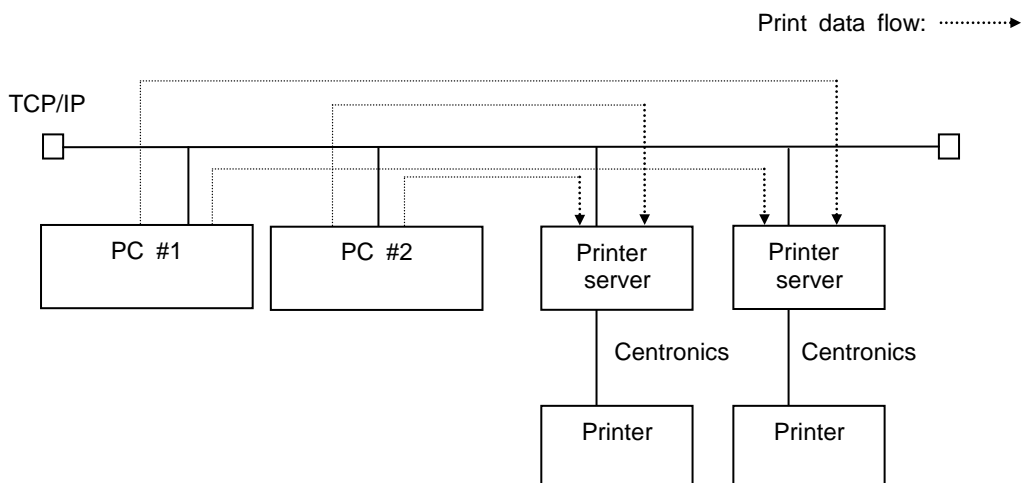 Print data flow:
TCP/IP
PC #1
PC #2
Printer
server
Printer
server
Centronics
Centronics
Printer
Printer